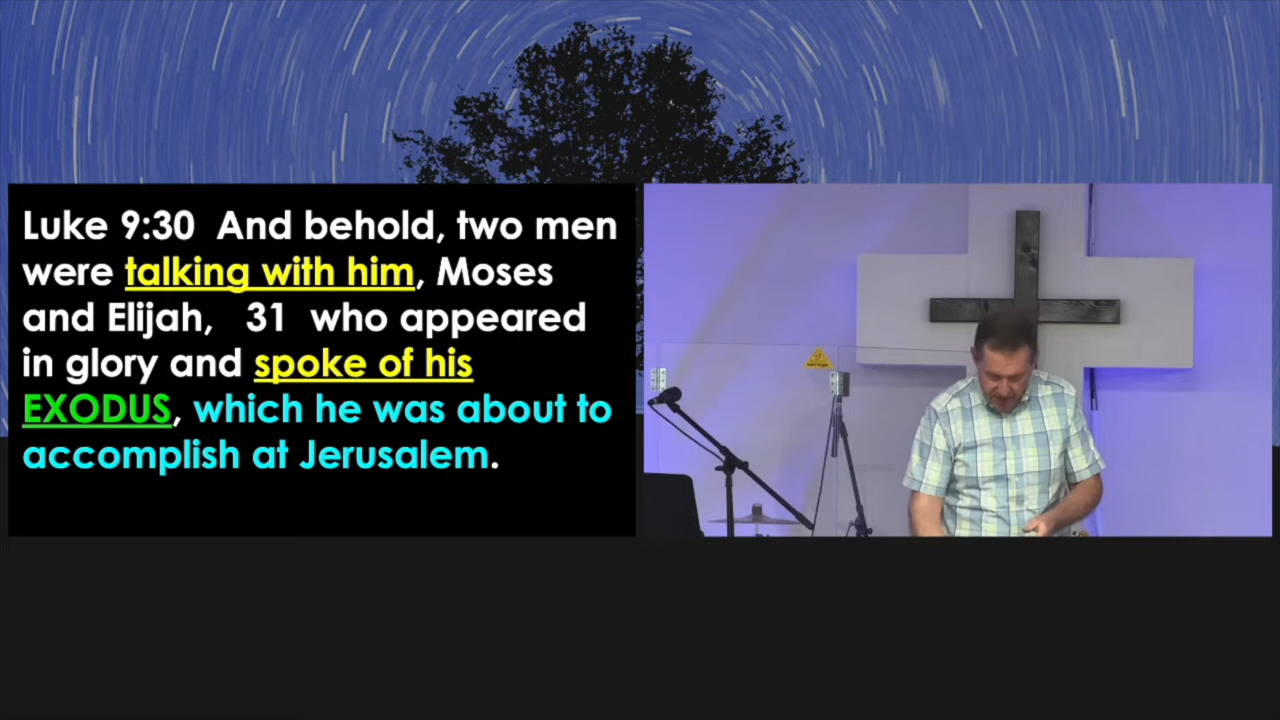 Luke 9:30  And behold, two men
were talking with him, Moses
and Elijah,   31  who appeared
in glory and spoke of his
EXODUS, which he was about to
accomplish at Jerusalem.
behringer